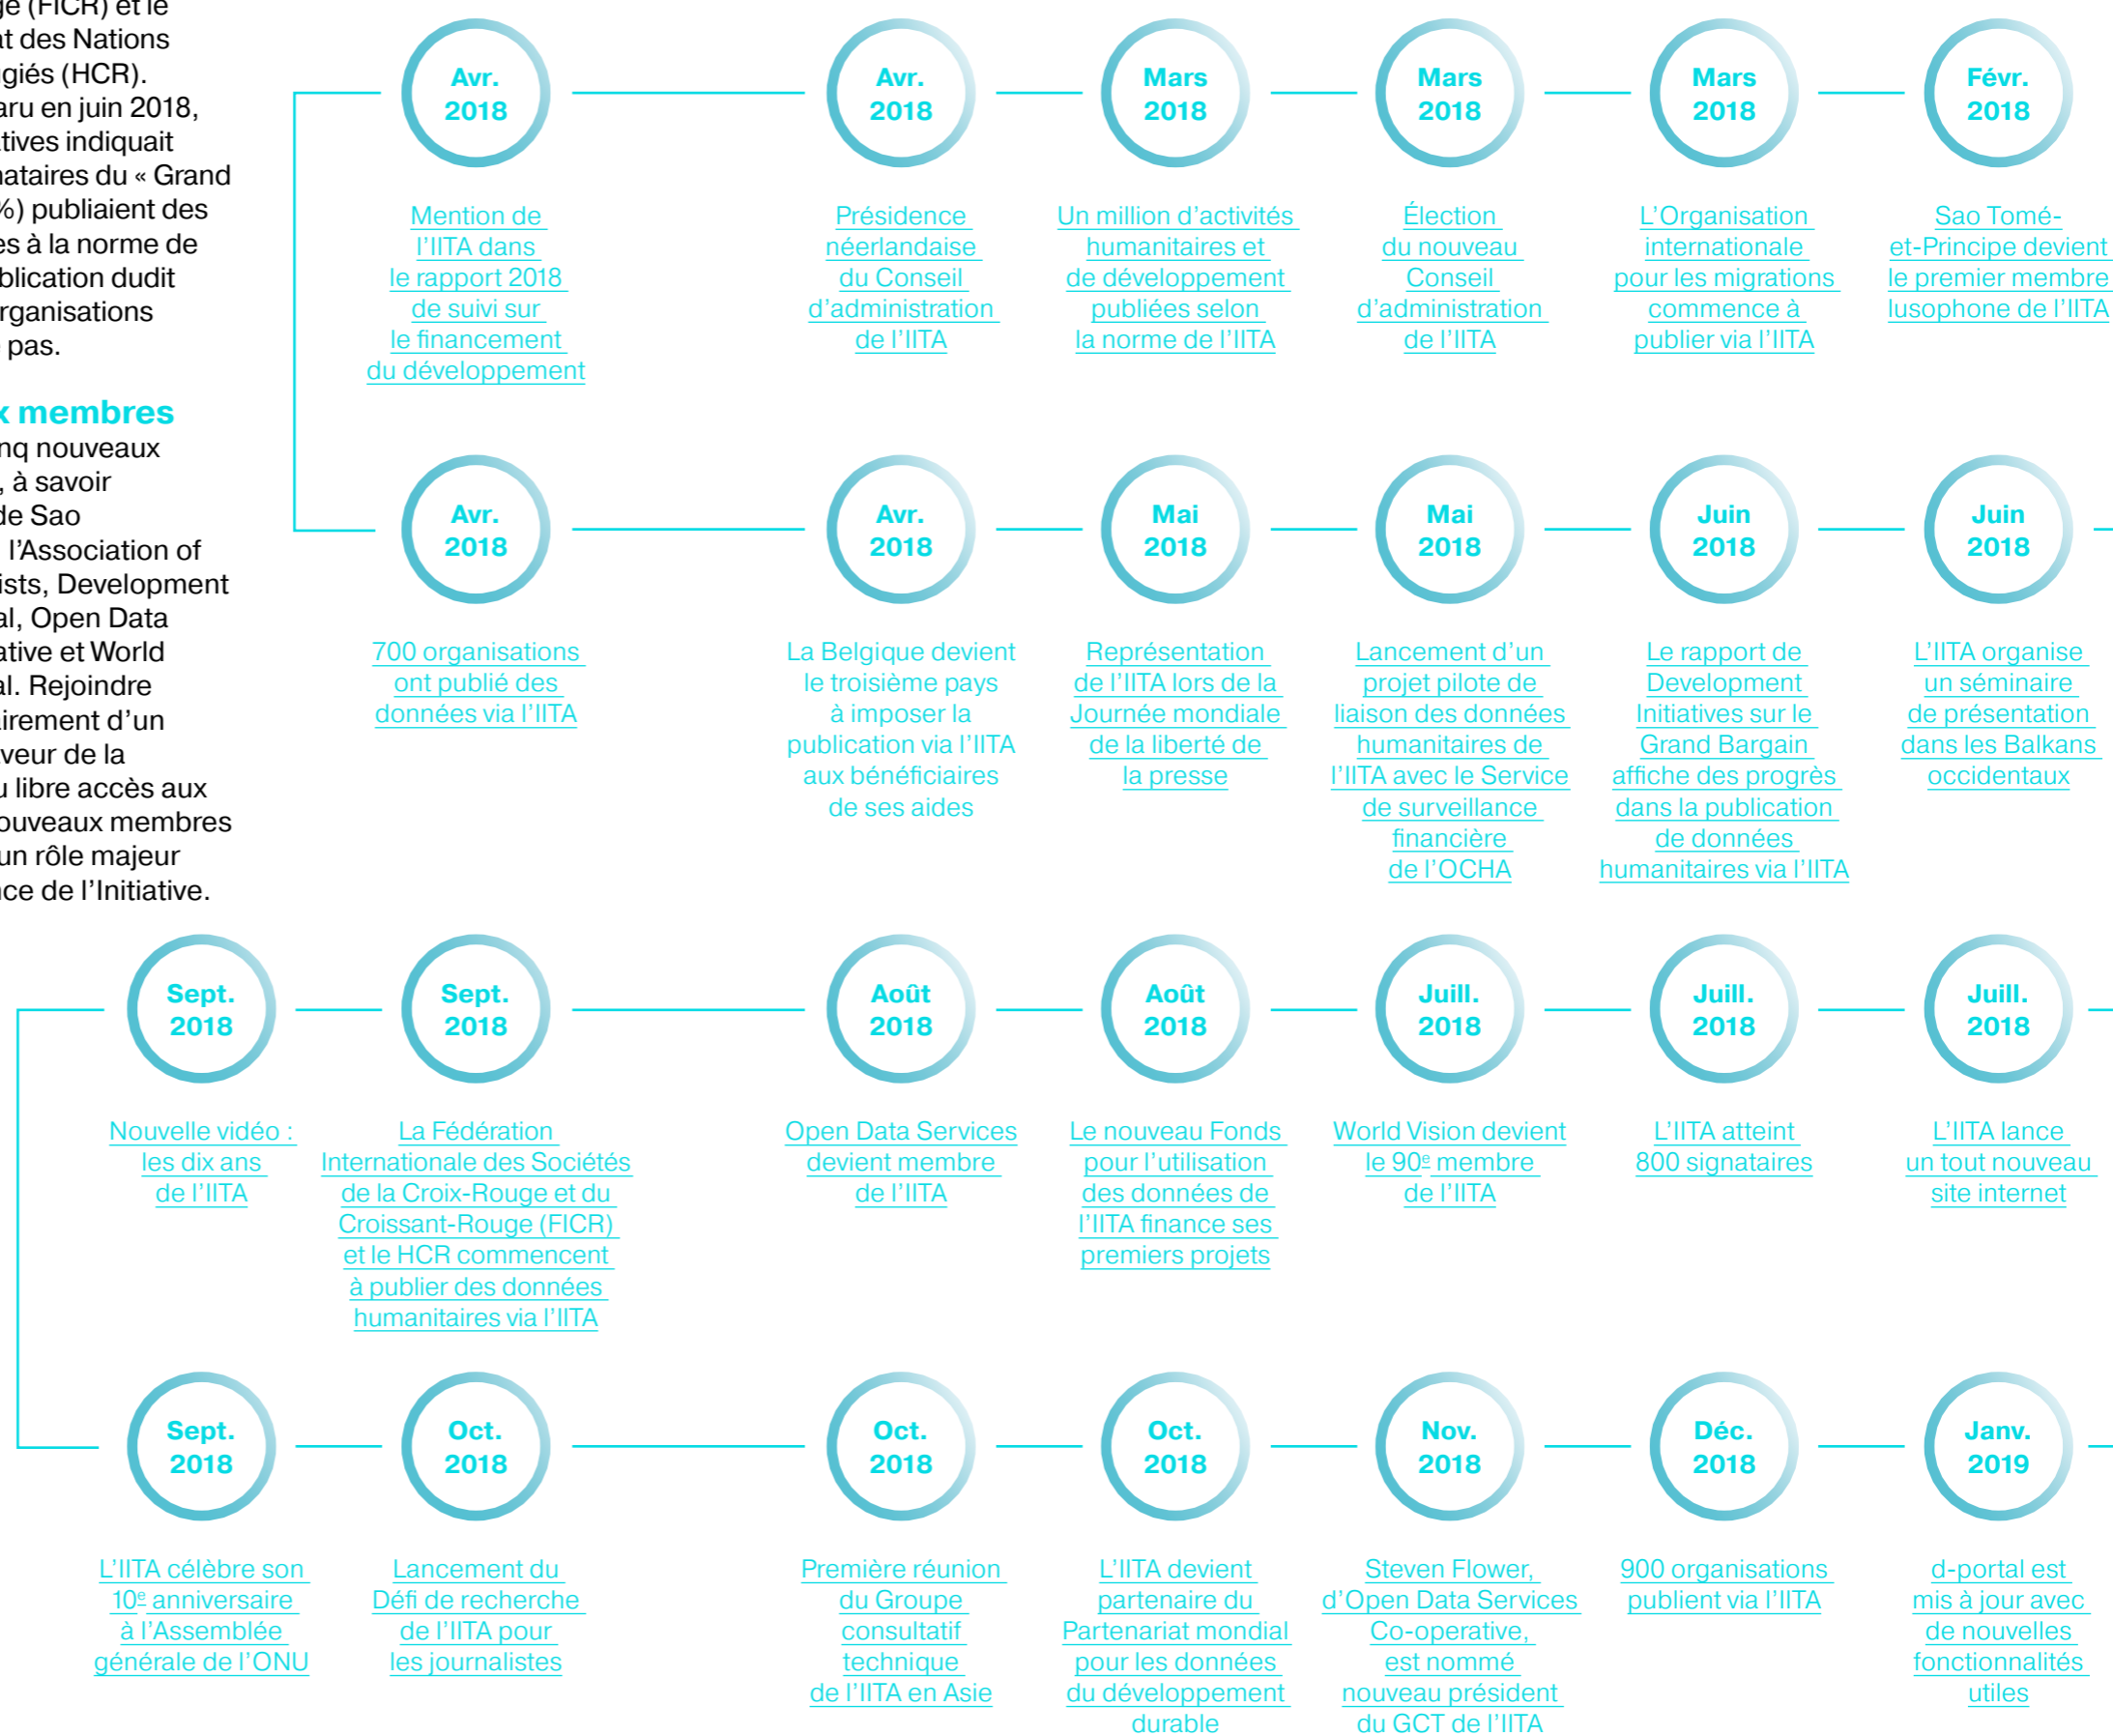 ge (FICR) et le
at des Nations
giés (HCR).
aru en juin 2018,
atives indiquait
nataires du « Grand
%) publiaient des
es à la norme de
blication dudit
rganisations
pas.
x membres
nq nouveaux
, à savoir
de Sao
l’Association of
ists, Development
al, Open Data
ative et World
al. Rejoindre
airement d’un
veur de la
u libre accès aux
ouveaux membres
un rôle majeur
nce de l’Initiative.
Avr.
2018
Mention de
l’IITA dans
le rapport 2018
de suivi sur
le financement
du développement
Avr.
2018
Présidence
néerlandaise
du Conseil
d’administration
de l’IITA
Mars
2018
Un million d’activités
humanitaires et
de développement
publiées selon
la norme de l’IITA
Mars
2018
Élection
du nouveau
Conseil
d’administration
de l’IITA
Mars
2018
L’Organisation
internationale
pour les migrations
commence à
publier via l’IITA
Févr.
2018
Sao Tomé-
et-Principe devient
le premier membre
lusophone de l’IITA
Avr.
2018
700 organisations
ont publié des
données via l’IITA
Avr.
2018
La Belgique devient
le troisième pays
à imposer la
publication via l’IITA
aux bénéficiaires
de ses aides
Mai
2018
Représentation
de l’IITA lors de la
Journée mondiale
de la liberté de
la presse
Mai
2018
Lancement d’un
projet pilote de
liaison des données
humanitaires de
l’IITA avec le Service
de surveillance
financière
de l’OCHA
Juin
2018
Le rapport de
Development
Initiatives sur le
Grand Bargain
affiche des progrès
dans la publication
de données
humanitaires via l’IITA
Juin
2018
L’IITA organise
un séminaire
de présentation
dans les Balkans
occidentaux
Sept.
2018
Nouvelle vidéo :
les dix ans
de l’IITA
Sept.
2018
La Fédération
Internationale des Sociétés
de la Croix-Rouge et du
Croissant-Rouge (FICR)
et le HCR commencent
à publier des données
humanitaires via l’IITA
Août
2018
Open Data Services
devient membre
de l’IITA
Août
2018
Le nouveau Fonds
pour l’utilisation
des données de
l’IITA finance ses
premiers projets
Juill.
2018
World Vision devient
le 90e membre
de l’IITA
Juill.
2018
L’IITA atteint
800 signataires
Juill.
2018
L’IITA lance
un tout nouveau
site internet
Sept.
2018
L’IITA célèbre son
10e anniversaire
à l’Assemblée
générale de l’ONU
Oct.
2018
Lancement du
Défi de recherche
de l’IITA pour
les journalistes
Oct.
2018
Première réunion
du Groupe
consultatif
technique
de l’IITA en Asie
Oct.
2018
L’IITA devient
partenaire du
Partenariat mondial
pour les données
du développement
durable
Nov.
2018
Steven Flower,
d’Open Data Services
Co-operative,
est nommé
nouveau président
du GCT de l’IITA
Déc.
2018
900 organisations
publient via l’IITA
Janv.
2019
d-portal est
mis à jour avec
de nouvelles
fonctionnalités
utiles